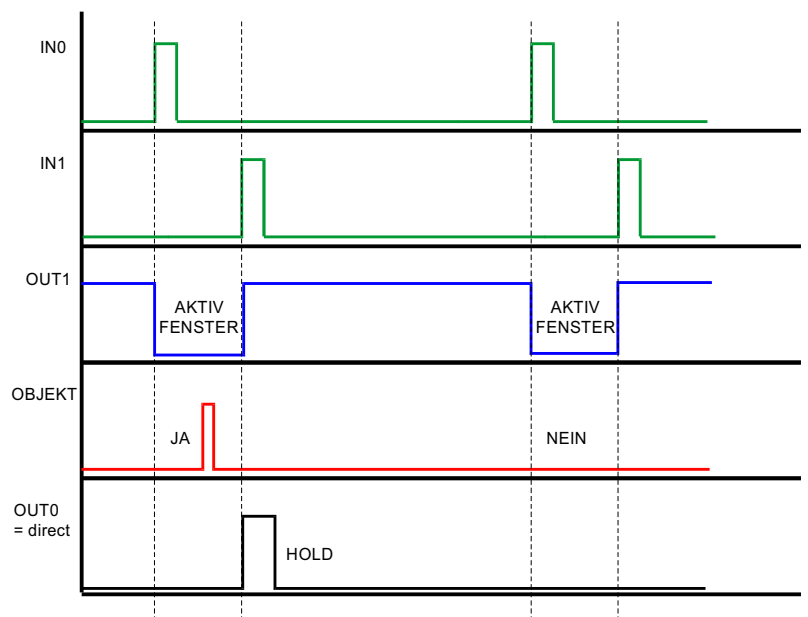 IN0
IN1
OUT1
AKTIV
FENSTER
AKTIV
FENSTER
OBJEKT
JA
NEIN
OUT0
= direct
HOLD